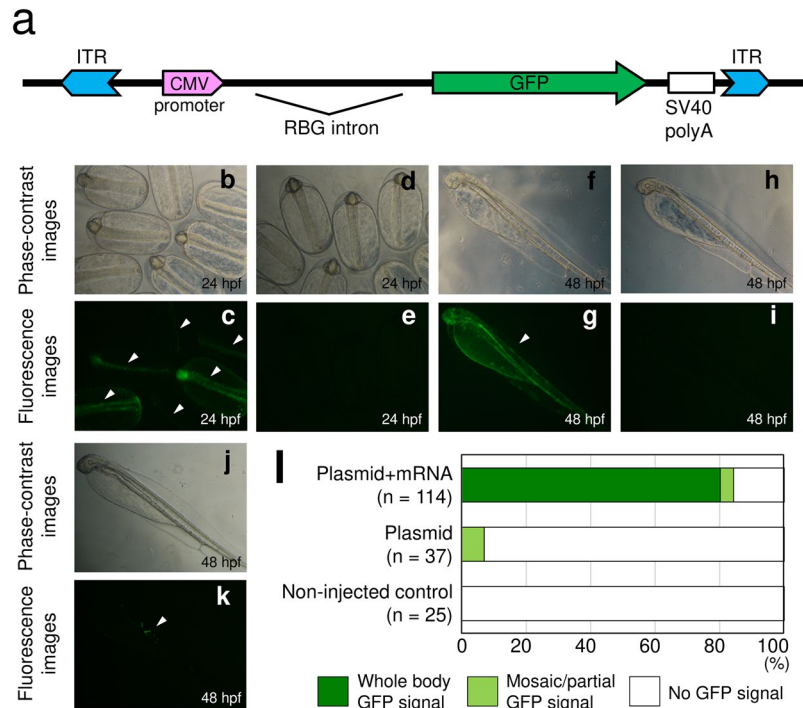 a
ITR
ITR
CMV
promoter
GFP
RBG intron
SV40
polyA
Phase-contrast
images
b
24 hpf
d
24 hpf
f
48 hpf
h
48 hpf
Fluorescence
images
c
24 hpf
e
24 hpf
g
48 hpf
i
48 hpf
Phase-contrast
images
j
48 hpf
Fluorescence
images
k
48 hpf
l
Plasmid+mRNA
(n = 114)
Plasmid
(n = 37)
Non-injected control
(n = 25)
0 20 40 60 80 100
(%)
Whole body
GFP signal
Mosaic/partial
GFP signal
No GFP signal